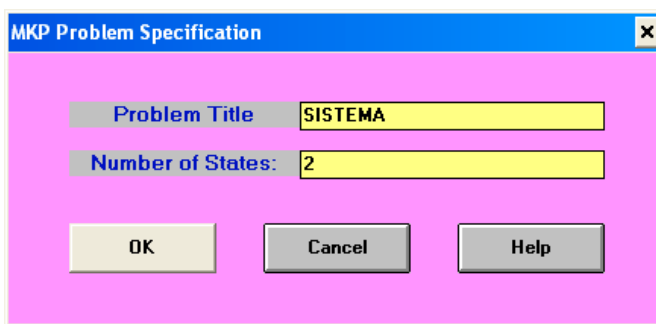 MKP Problem Specification
Problem Title SISTEMA
Number of States: 2
OK Cancel Help